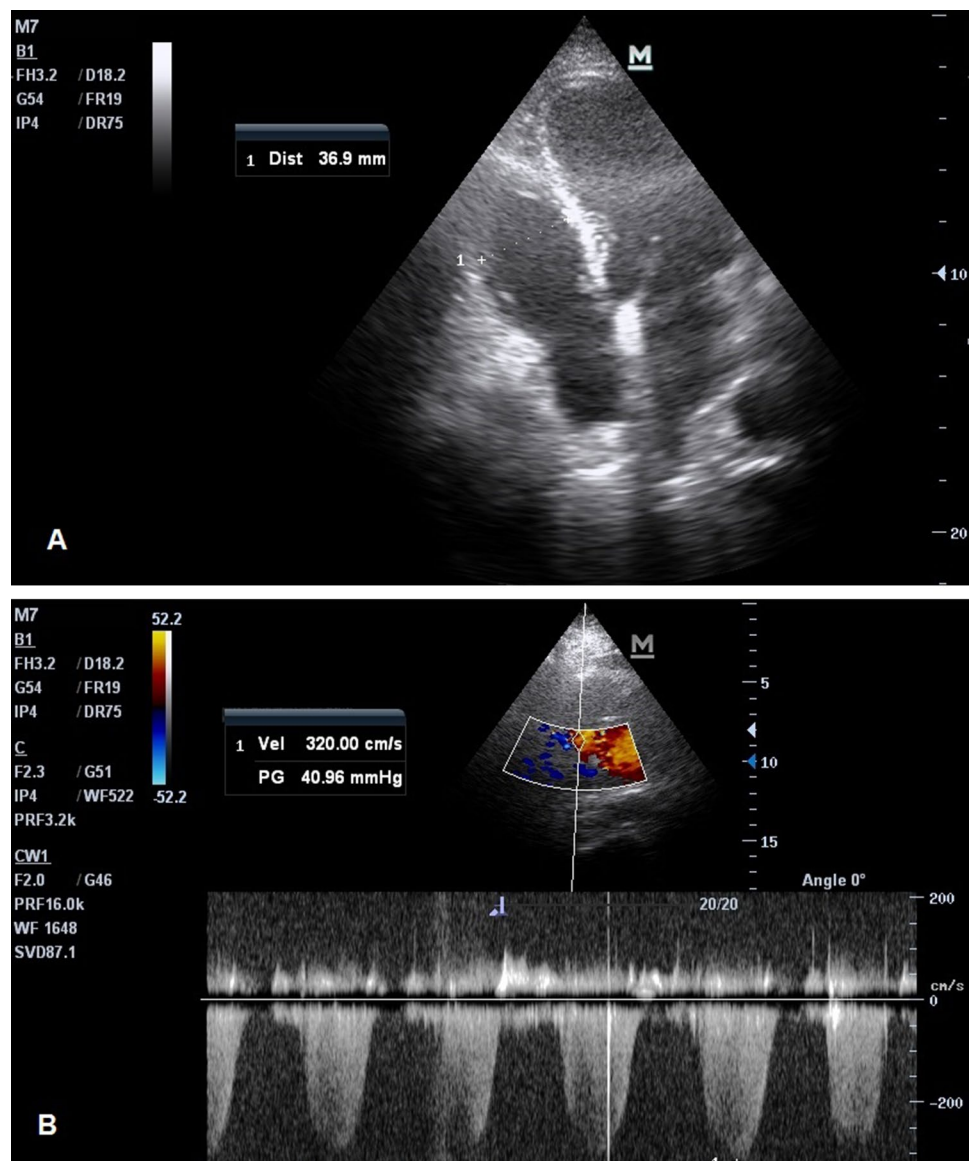 M7
B1
FH3.2 /D18.2
G54 /FR19
IP4 /DR75
M
1 Dist 36.9 mm
1
10
20
A
M7
52.2
B1
FH3.2 /D18.2
G54 /FR19
IP4 /DR75
C
F2.3 /G51
IP4 /WF522
-52.2
PRF3.2k
CW1
F2.0 /G46
PRF16.0k
WF 1648
SVD87.1
M
1 Vel 320.00 cm/s
PG 40.96 mmHg
5
10
15
Angle 0°
20/20
200
cm/s
0
-200
B